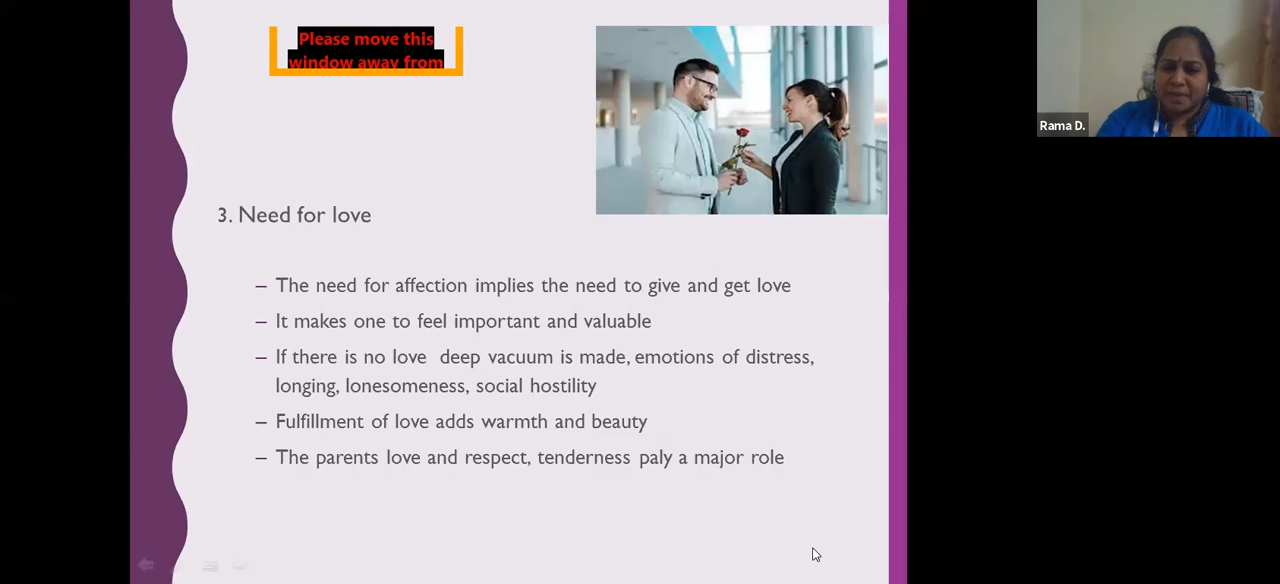 Please move this
window away from
Rama D.
3. Need for love
– The need for affection implies the need to give and get love
– It makes one to feel important and valuable
– If there is no love deep vacuum is made, emotions of distress,
longing, lonesomeness, social hostility
– Fulfillment of love adds warmth and beauty
– The parents love and respect, tenderness paly a major role